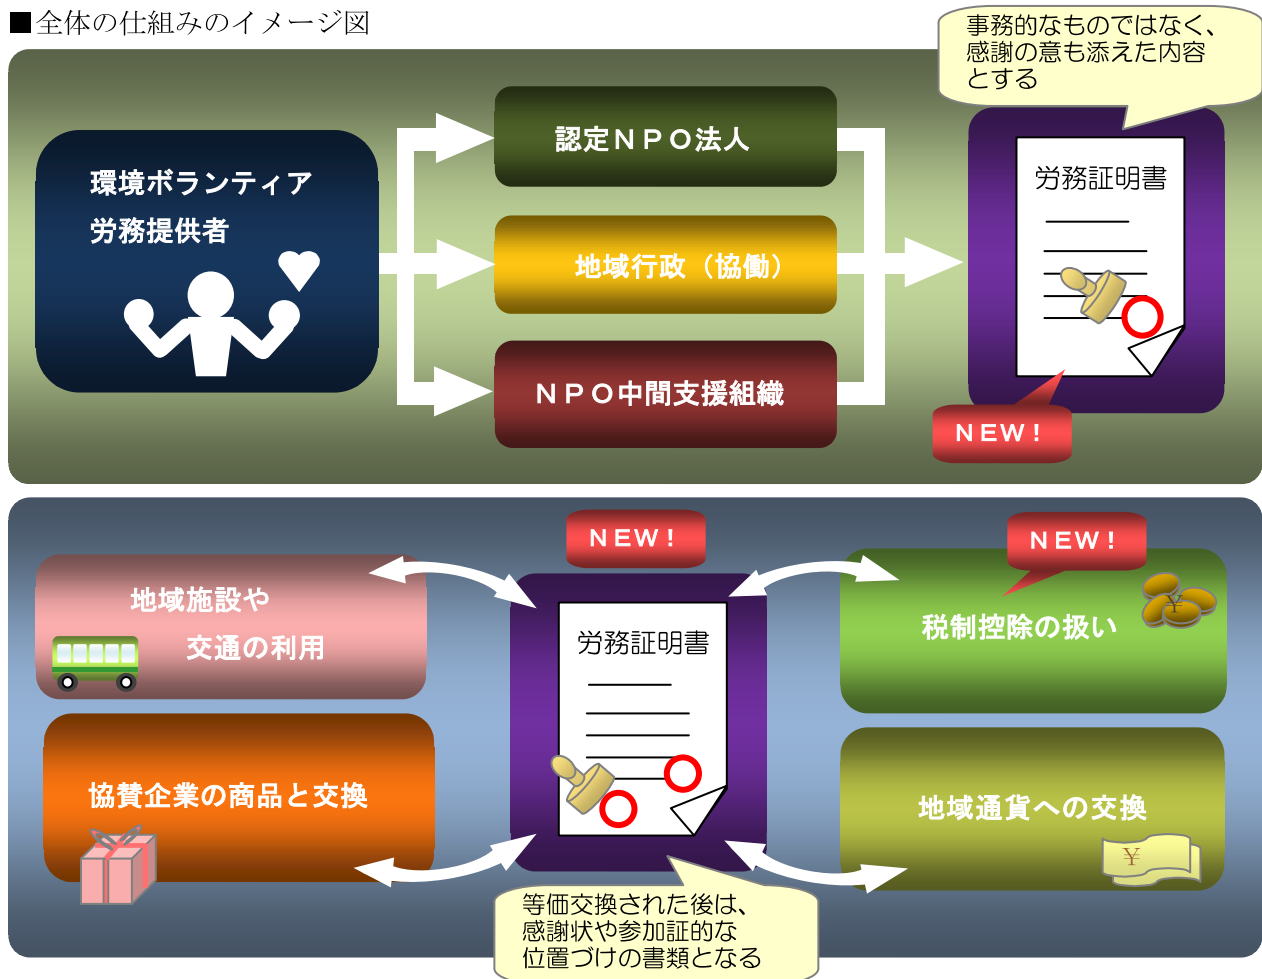 ■全体の仕組みのイメージ図
事務的なものではなく、
感謝の意も添えた内容
とする
環境ボランティア
労務提供者
認定ＮＰＯ法人
地域行政（協働）
ＮＰＯ中間支援組織
労務証明書
ＮＥＷ！
ＮＥＷ！
ＮＥＷ！
地域施設や
交通の利用
労務証明書
税制控除の扱い
¥
協賛企業の商品と交換
地域通貨への交換
¥
等価交換された後は、
感謝状や参加証的な
位置づけの書類となる